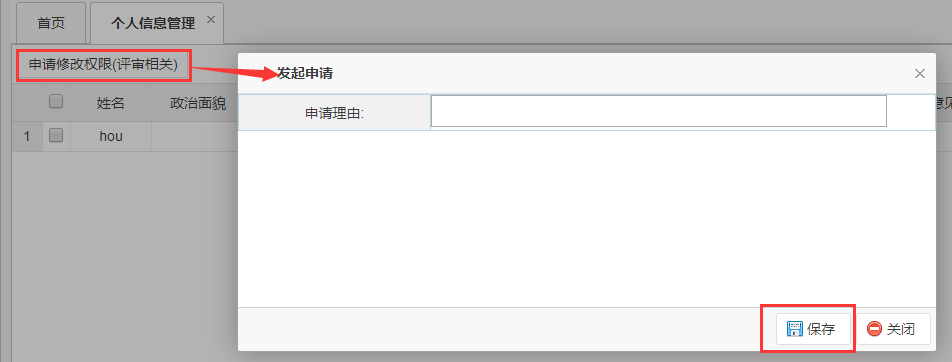 首页
个人信息管理
申请修改权限(评审相关)
发起申请
姓名
政治面貌
意见
申请理由:
1
hou
保存
关闭